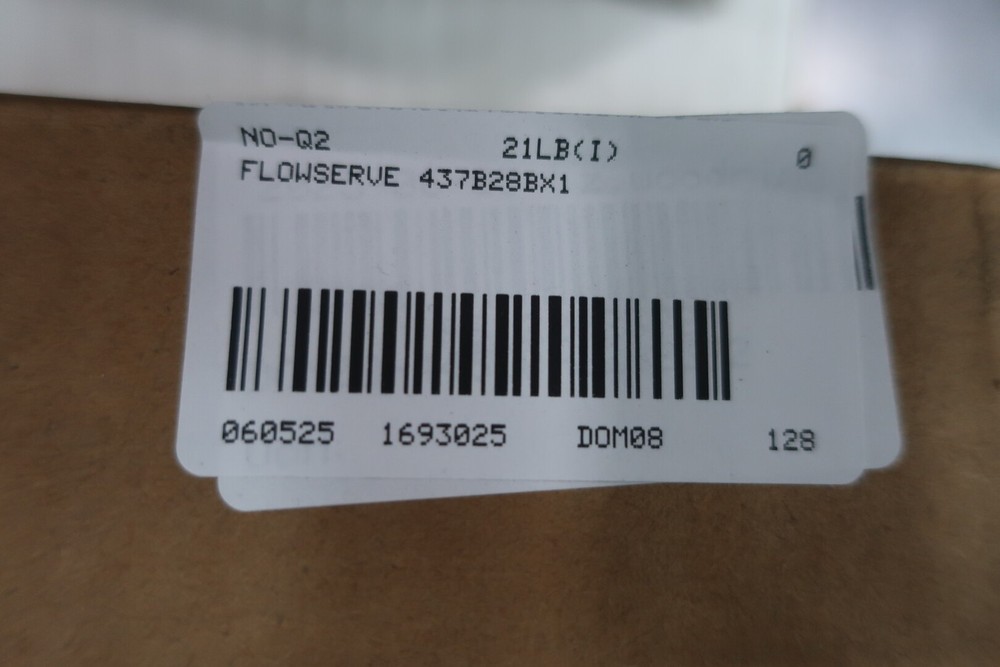 NO-Q2 21LB(I) 0
FLOWSERVE 437B28BX1
060525 1693025 DOM08 128